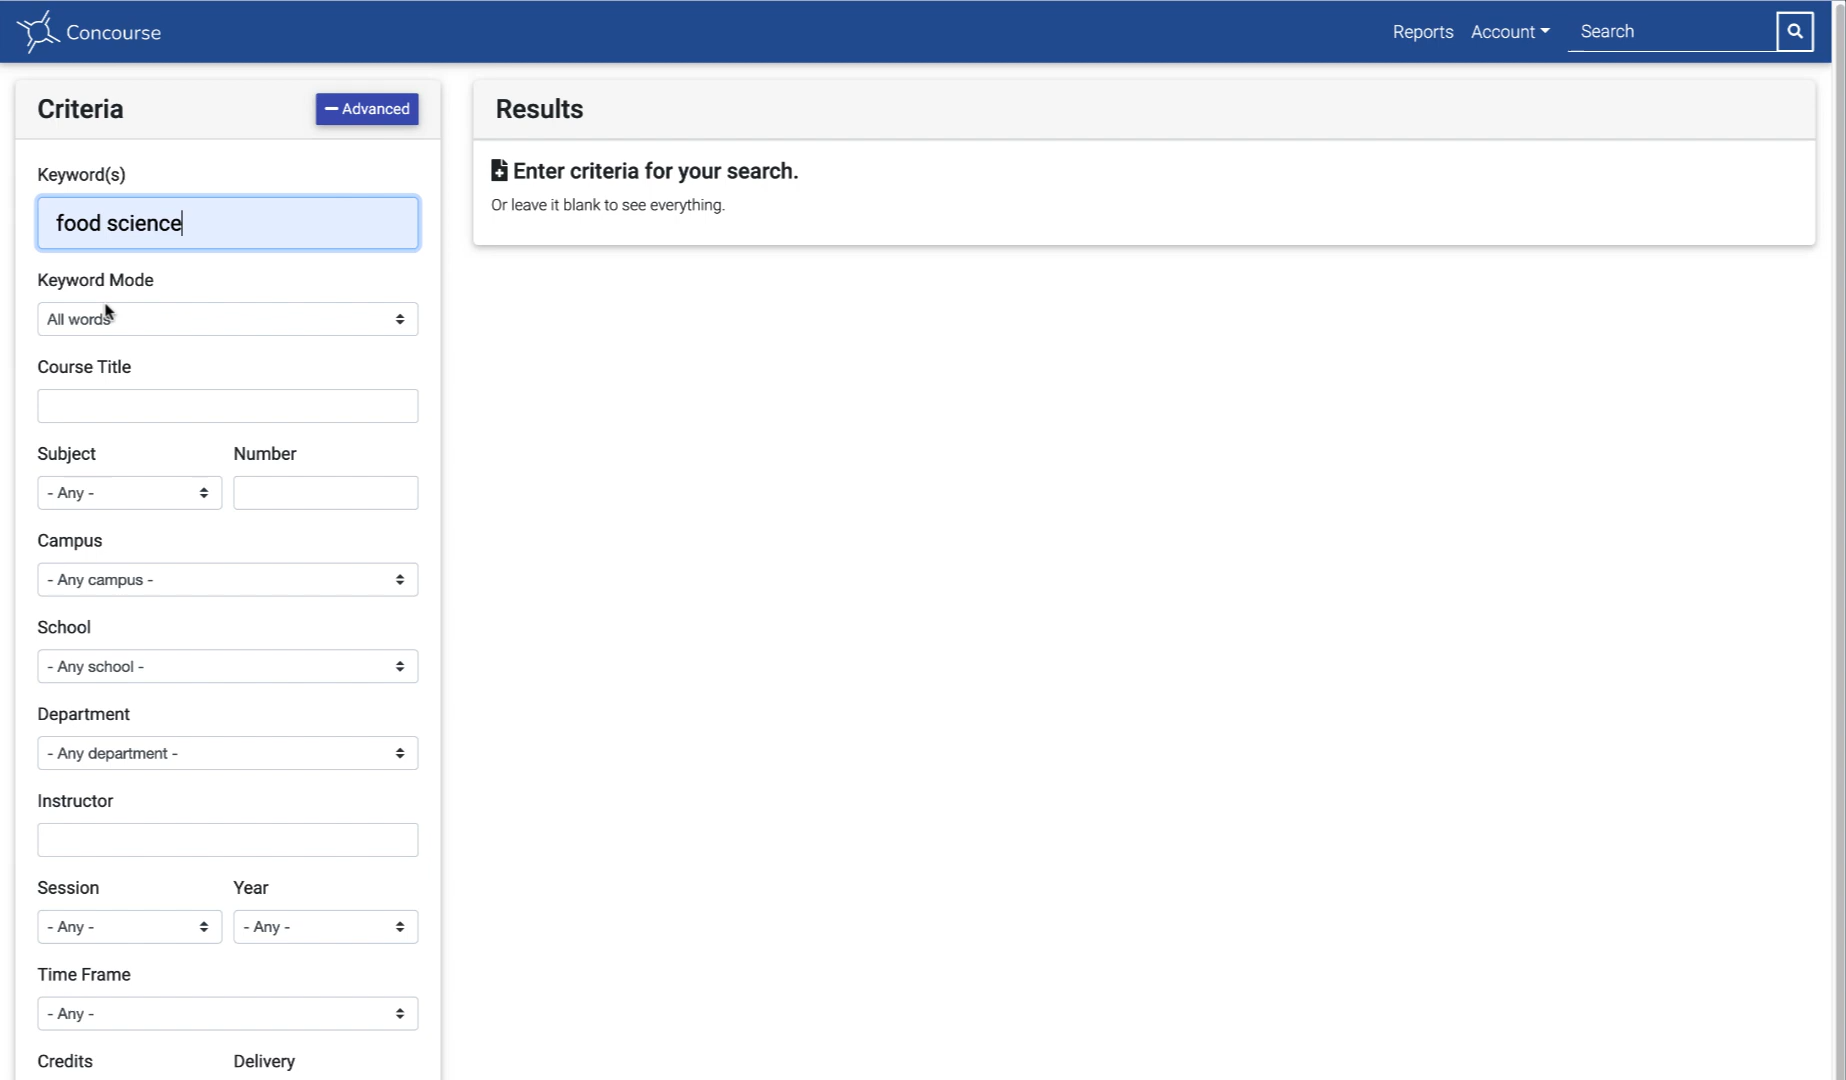 Concourse
Reports Account Search
Criteria
Advanced
Keyword(s)
food science
Keyword Mode
All words
Course Title
Subject Number
- Any -
Campus
- Any campus -
School
- Any school -
Department
- Any department -
Instructor
Session Year
- Any - - Any -
Time Frame
- Any -
Credits Delivery
Results
Enter criteria for your search.
Or leave it blank to see everything.